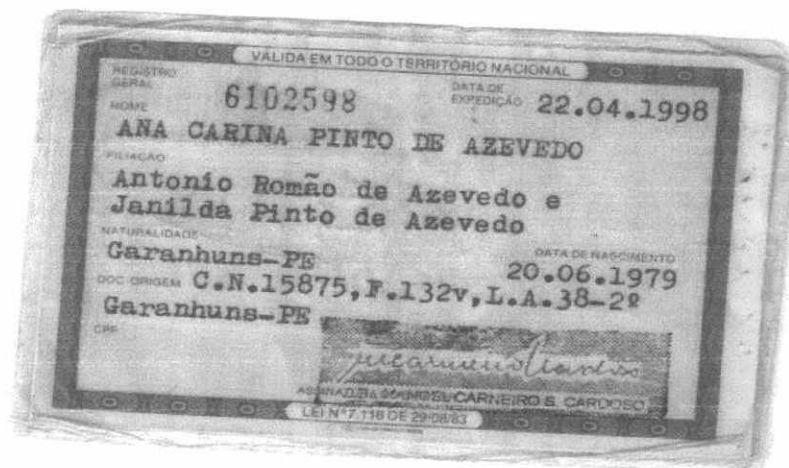 VÁLIDA EM TODO O TERRITÓRIO NACIONAL
REGISTRO GERAL 6102598 DATA DE EXPEDIÇÃO 22.04.1998
NOME
ANA CARINA PINTO DE AZEVEDO
FILIAÇÃO
Antonio Romão de Azevedo e
Janilda Pinto de Azevedo
NATURALIDADE DATA DE NASCIMENTO
Garanhuns-PE 20.06.1979
DOC ORIGEM C.N.15875,F.132v,L.A.38-2º
Garanhuns-PE
CPF
CARNEIRO S. CARDOSO
LEI Nº 7.116 DE 29/08/83